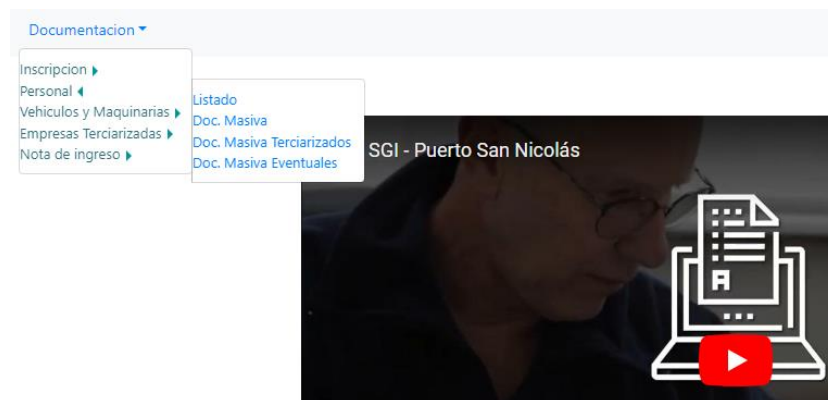 Documentacion
Inscripcion
Personal
Vehiculos y Maquinarias
Empresas Terciarizadas
Nota de ingreso
Listado
Doc. Masiva
Doc. Masiva Terciarizados
Doc. Masiva Eventuales
SGI - Puerto San Nicolás
A